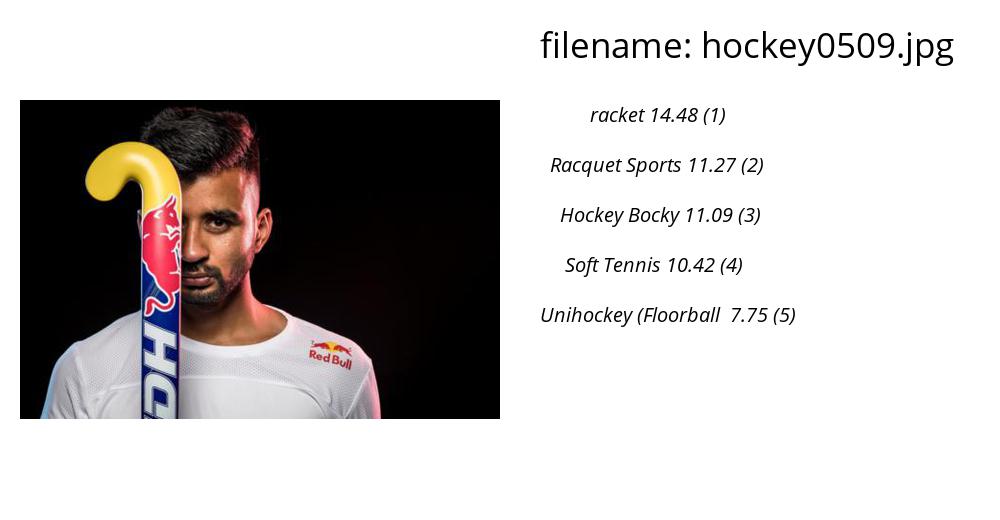 filename: hockey0509.jpg
racket 14.48 (1)
Racquet Sports 11.27 (2)
Hockey Bocky 11.09 (3)
Soft Tennis 10.42 (4)
Unihockey (Floorball  7.75 (5)
Red Bull